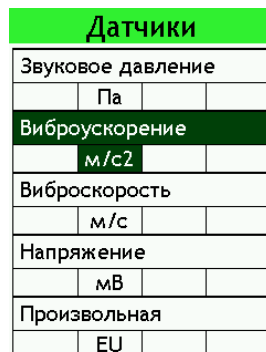 Датчики
Звуковое давление
Па
Виброускорение
м/с2
Виброскорость
м/с
Напряжение
мВ
Произвольная
EU